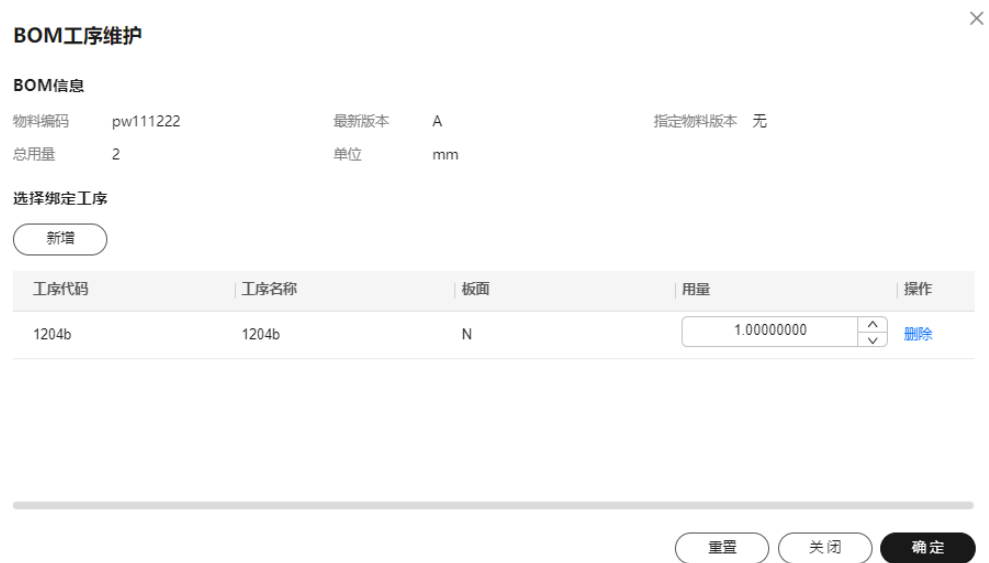 BOM工序维护
BOM信息
物料编码 pw111222 最新版本 A 指定物料版本 无
总用量 2 单位 mm
选择绑定工序
新增
工序代码 工序名称 板面 用量 操作
1204b 1204b N 1.00000000 删除
重置 关闭 确定